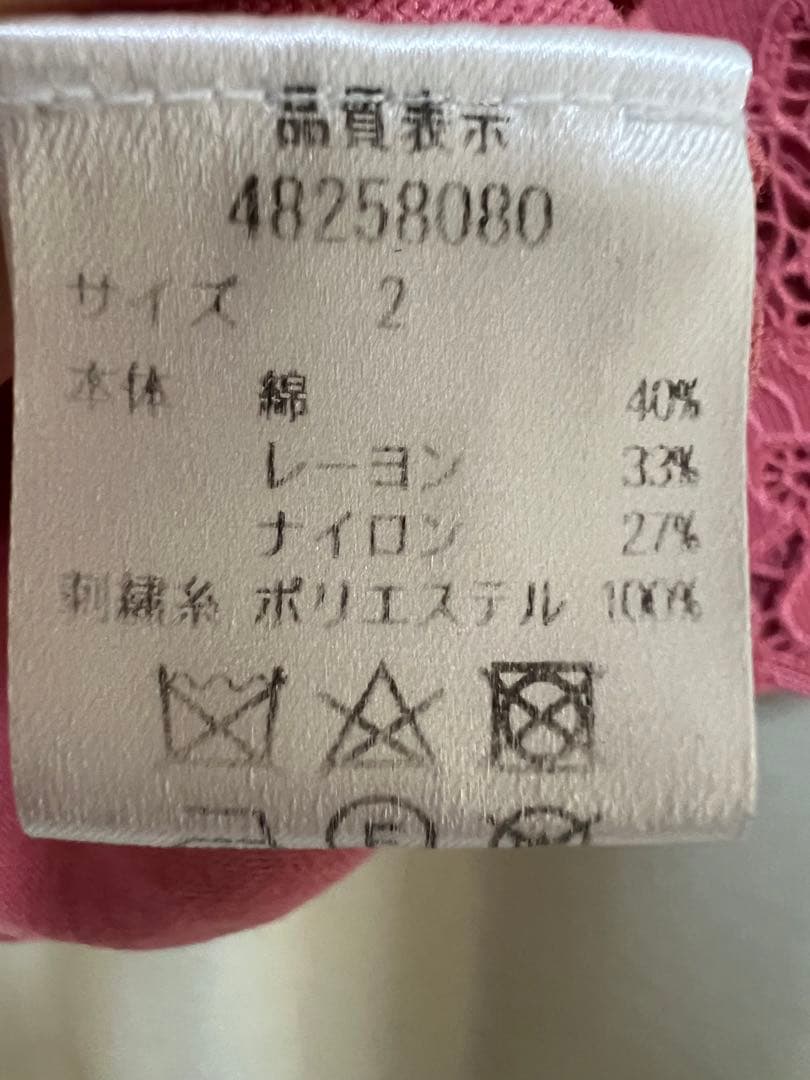 品質表示
48258080
サイズ 2
本体 綿 40%
レーヨン 33%
ナイロン 27%
刺繍糸 ポリエステル 100%